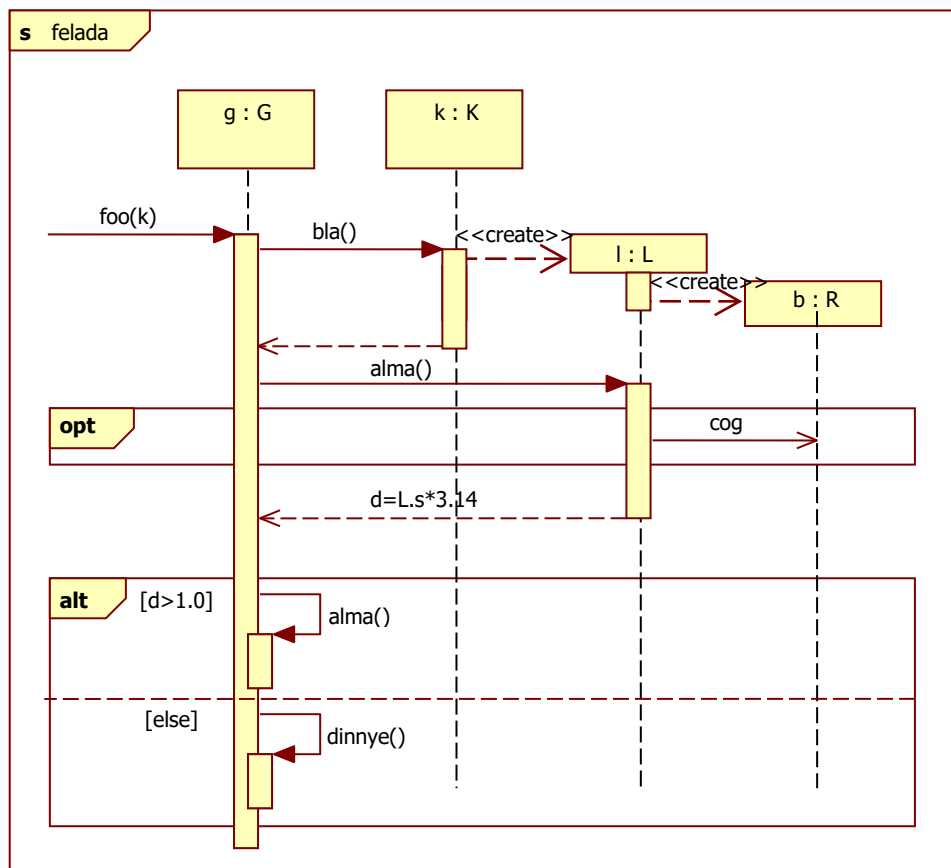 s felada
g : G
k : K
foo(k)
bla()
<<create>>
l : L
<<create>>
b : R
alma()
opt
cog
d=L.s*3.14
alt
[d>1.0]
alma()
[else]
dinnye()